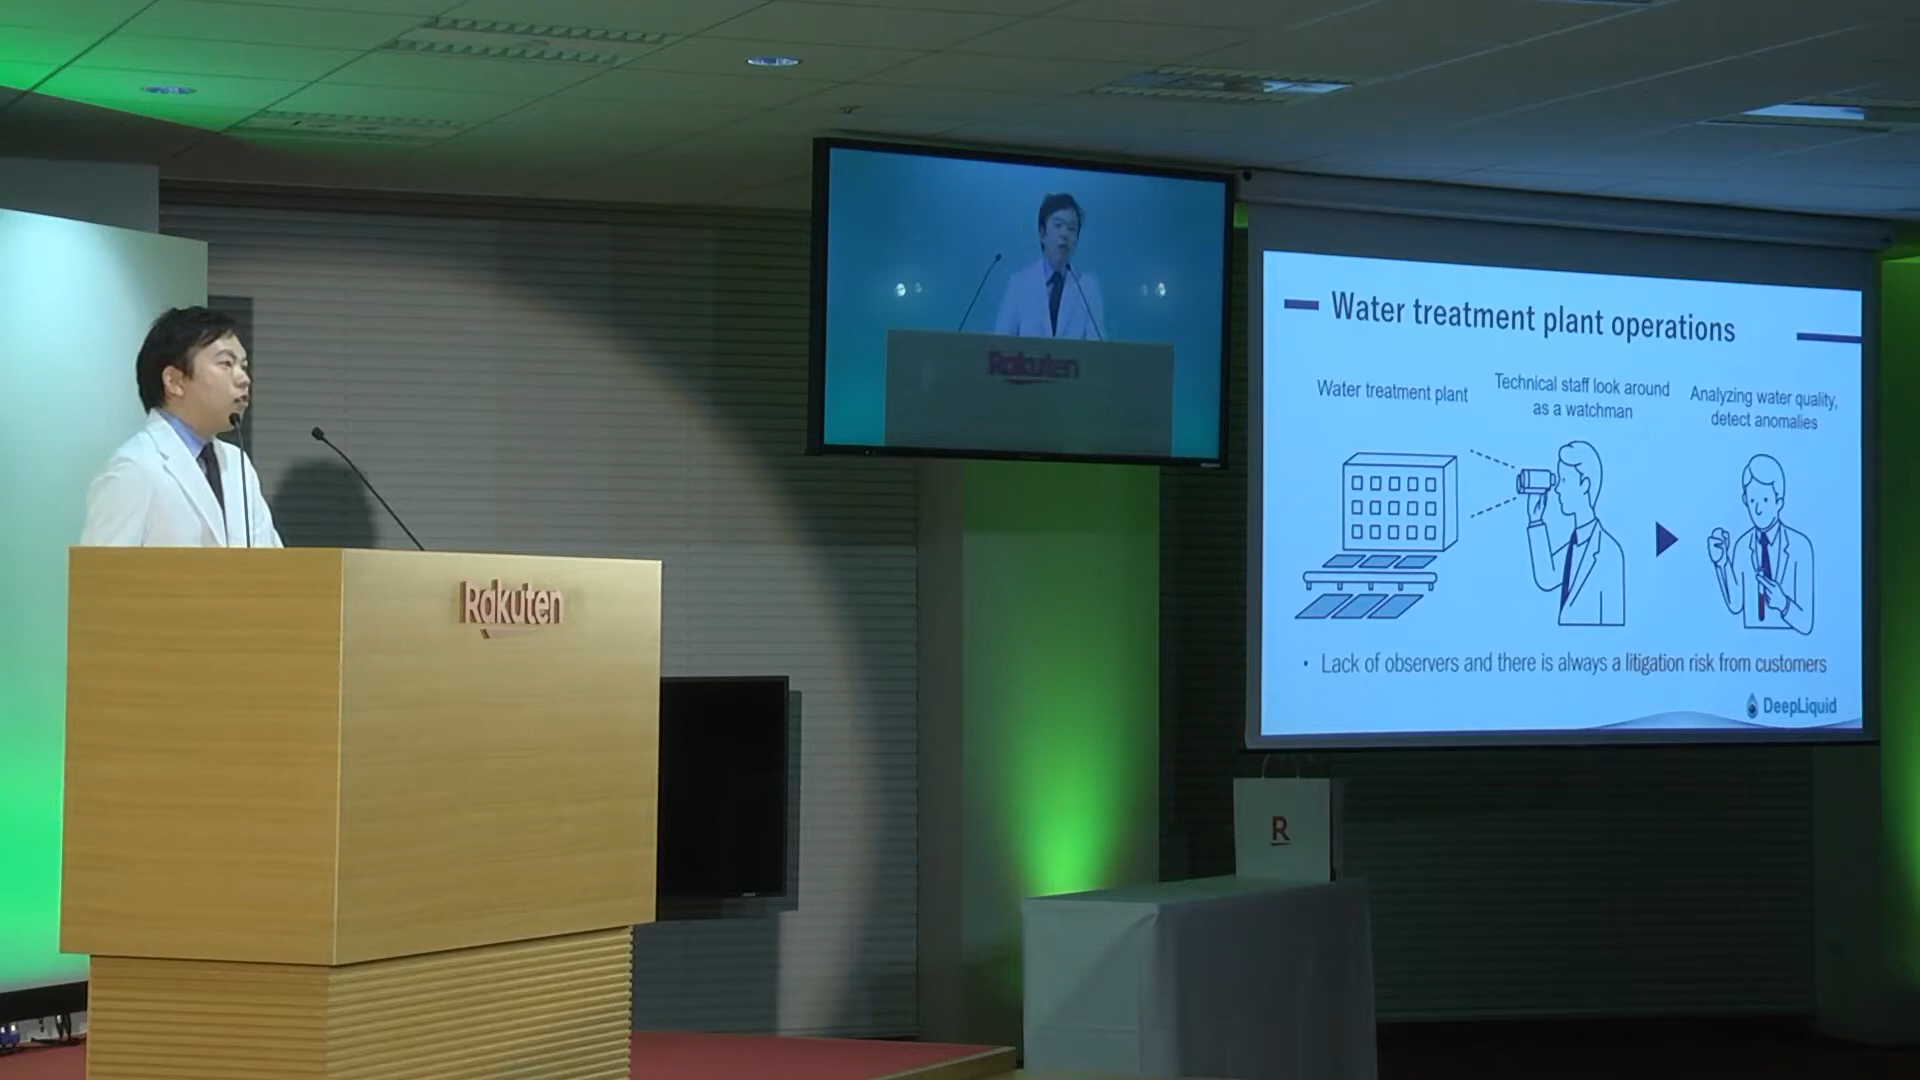 Rakuten
Rakuten
Water treatment plant operations
Water treatment plant
Technical staff look around
as a watchman
Analyzing water quality,
detect anomalies
• Lack of observers and there is always a litigation risk from customers
DeepLiquid
R